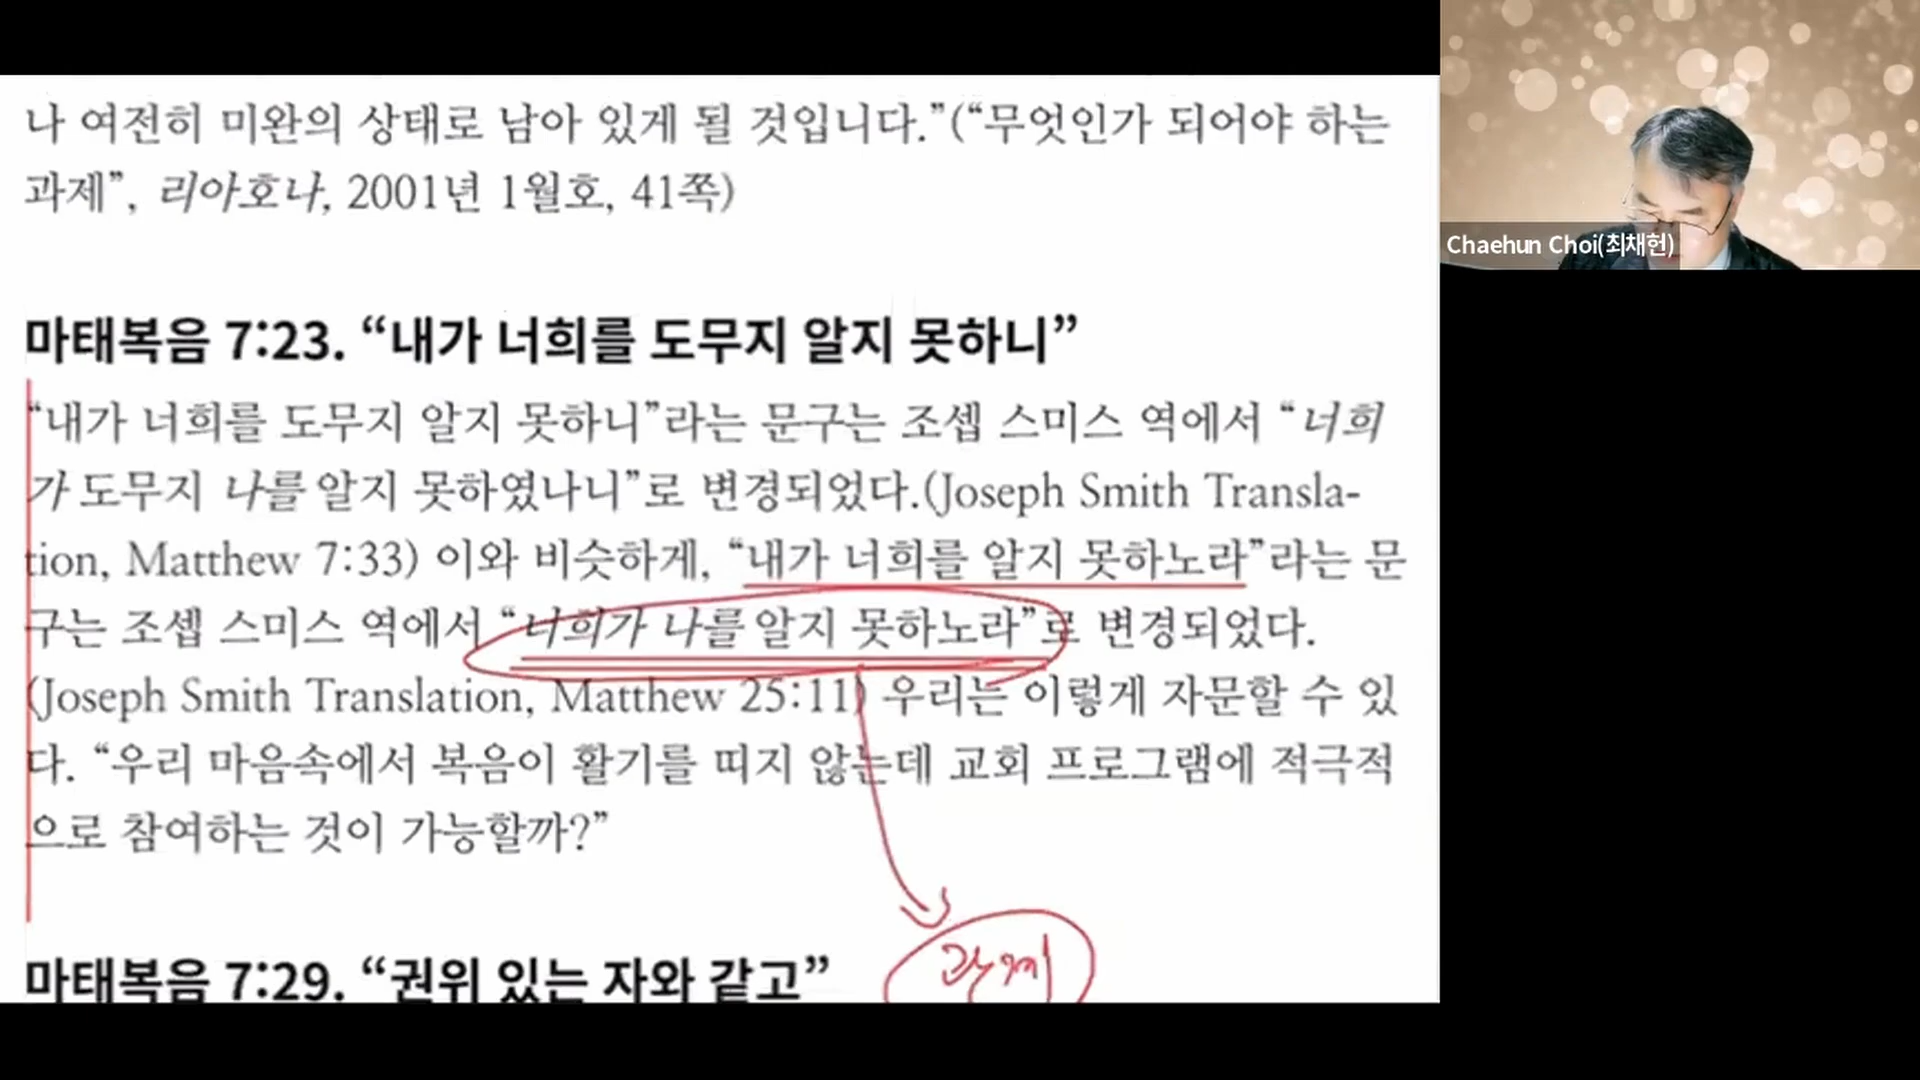 나 여전히 미완의 상태로 남아 있게 될 것입니다.”(“무엇인가 되어야 하는
과제”, 리아호나, 2001년 1월호, 41쪽)
마태복음 7:23. “내가 너희를 도무지 알지 못하니”
“내가 너희를 도무지 알지 못하니”라는 문구는 조셉 스미스 역에서 “너희
가 도무지 나를 알지 못하였나니”로 변경되었다.(Joseph Smith Transla-
tion, Matthew 7:33) 이와 비슷하게, “내가 너희를 알지 못하노라”라는 문
구는 조셉 스미스 역에서 “너희가 나를 알지 못하노라”로 변경되었다.
(Joseph Smith Translation, Matthew 25:11) 우리는 이렇게 자문할 수 있
다. “우리 마음속에서 복음이 활기를 띠지 않는데 교회 프로그램에 적극적
으로 참여하는 것이 가능할까?”
관계
마태복음 7:29. “권위 있는 자와 같고”
Chaehun Choi(최채헌)